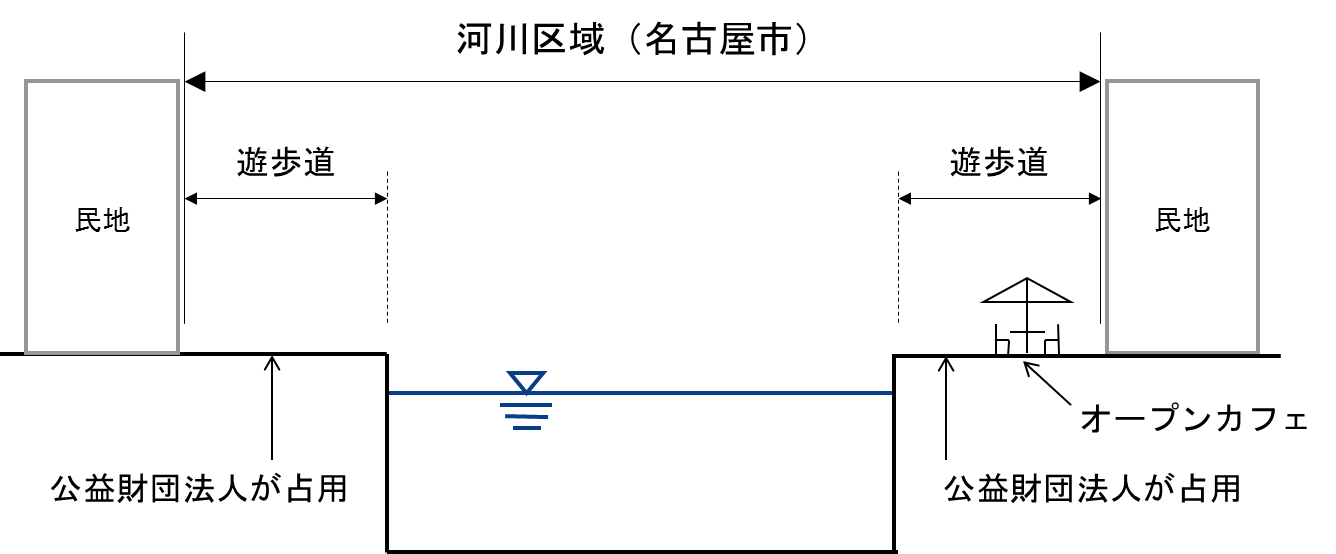 河川区域（名古屋市）
遊歩道
遊歩道
民地
民地
オープンカフェ
公益財団法人が占用
公益財団法人が占用